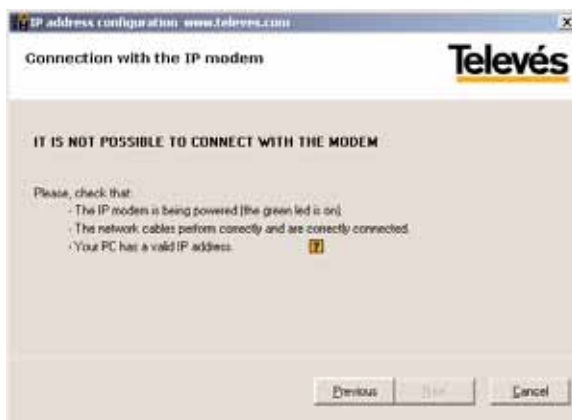 IP address configuration www.televes.com
Connection with the IP modem
Televés
IT IS NOT POSSIBLE TO CONNECT WITH THE MODEM
Please, check that:
- The IP modem is being powered (the green led is on)
- The network cables perform correctly and are correctly connected.
- Your PC has a valid IP address. ?
Previous
Next
Cancel